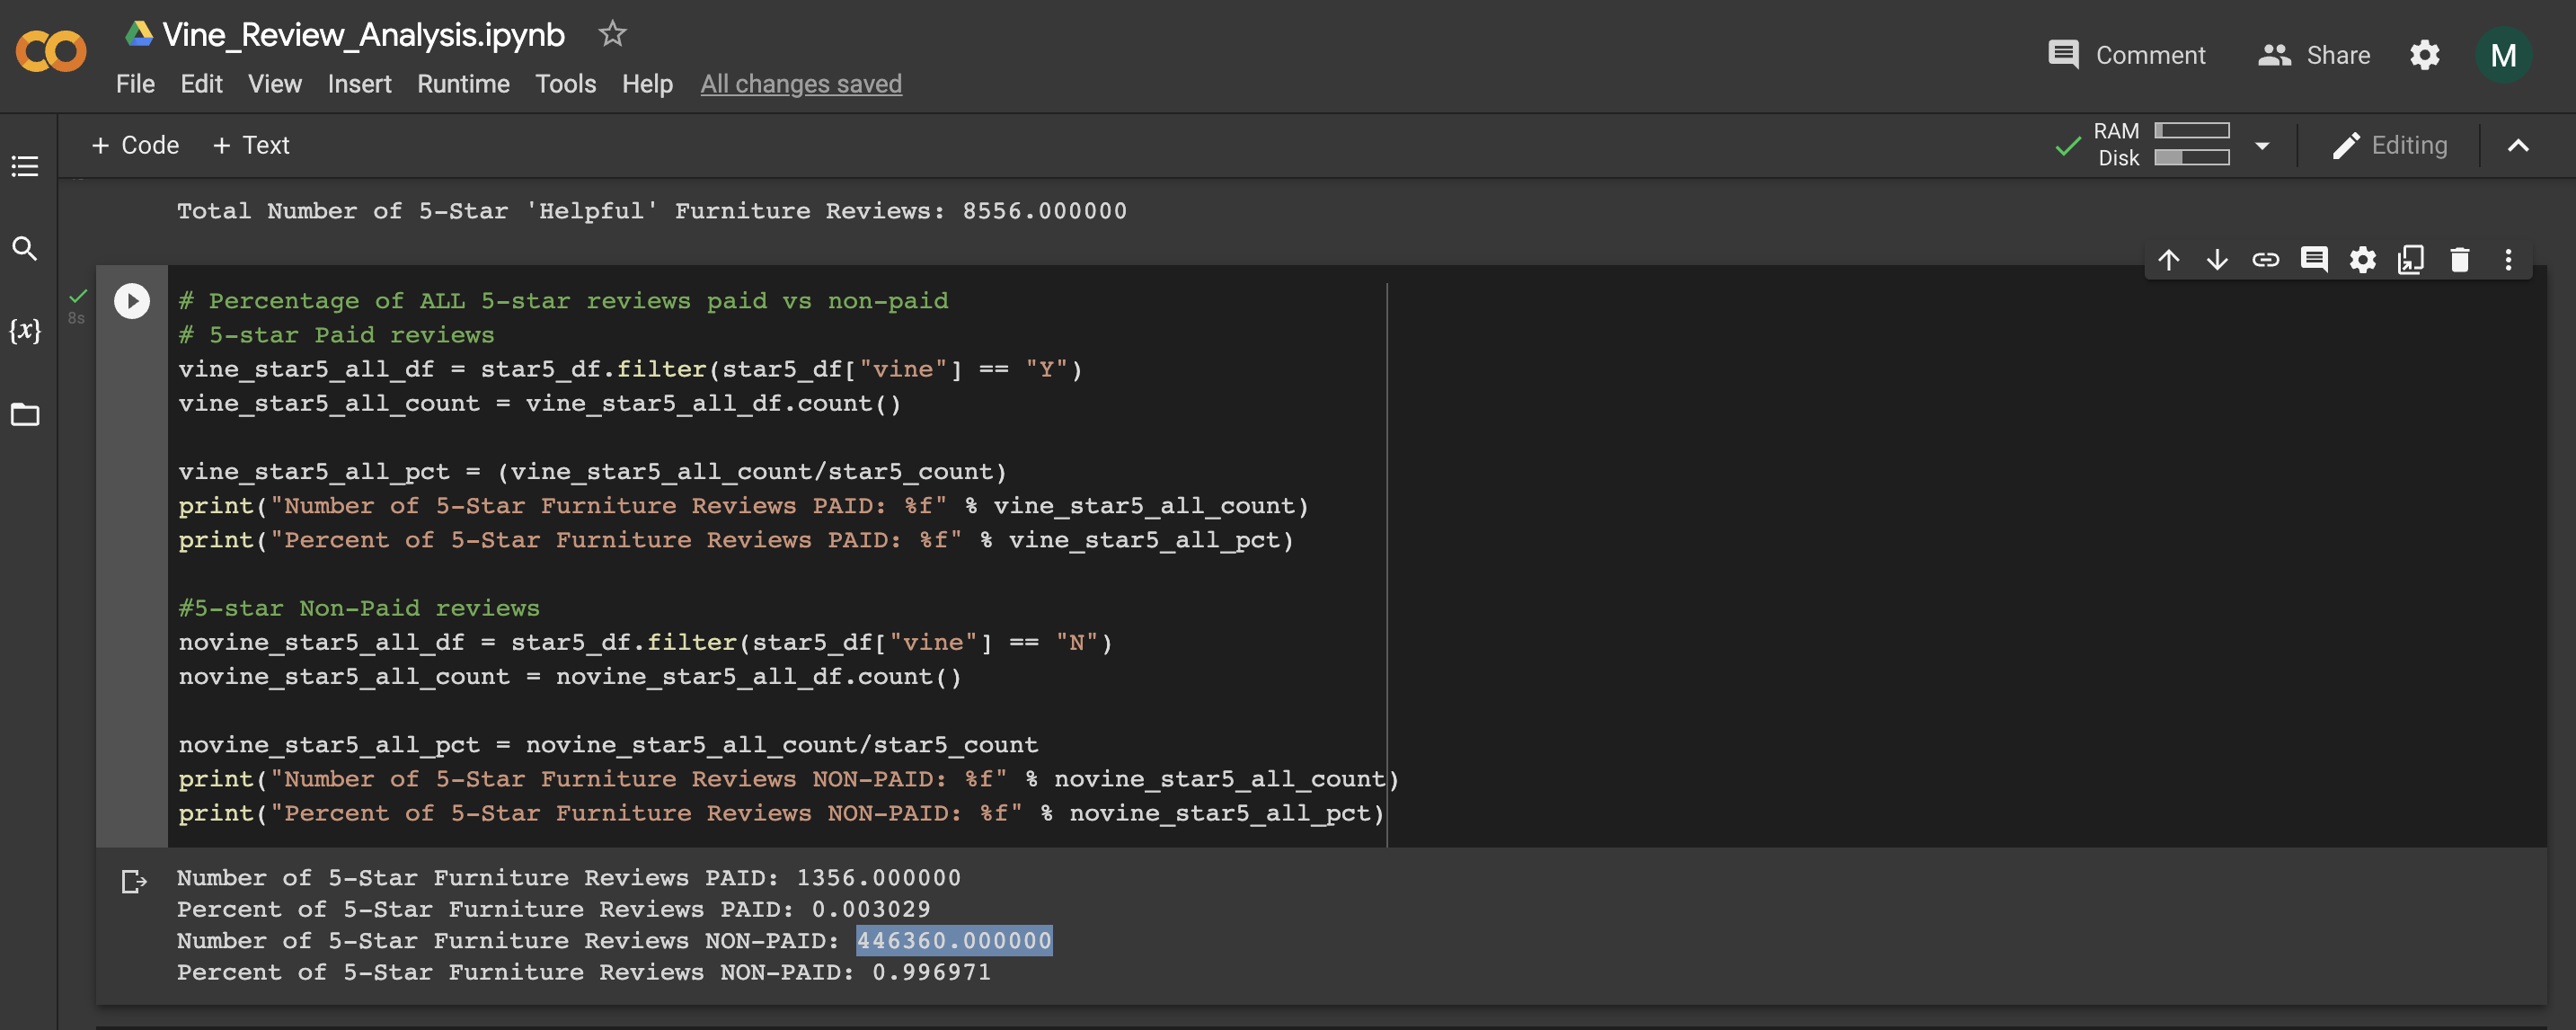 Vine_Review_Analysis.ipynb
Comment Share M
File Edit View Insert Runtime Tools Help All changes saved
+ Code + Text
RAM
Disk
Editing
Total Number of 5-Star 'Helpful' Furniture Reviews: 8556.000000
8s
{x}
# Percentage of ALL 5-star reviews paid vs non-paid
# 5-star Paid reviews
vine_star5_all_df = star5_df.filter(star5_df["vine"] == "Y")
vine_star5_all_count = vine_star5_all_df.count()
vine_star5_all_pct = (vine_star5_all_count/star5_count)
print("Number of 5-Star Furniture Reviews PAID: %f" % vine_star5_all_count)
print("Percent of 5-Star Furniture Reviews PAID: %f" % vine_star5_all_pct)
#5-star Non-Paid reviews
novine_star5_all_df = star5_df.filter(star5_df["vine"] == "N")
novine_star5_all_count = novine_star5_all_df.count()
novine_star5_all_pct = novine_star5_all_count/star5_count
print("Number of 5-Star Furniture Reviews NON-PAID: %f" % novine_star5_all_count)
print("Percent of 5-Star Furniture Reviews NON-PAID: %f" % novine_star5_all_pct)
Number of 5-Star Furniture Reviews PAID: 1356.000000
Percent of 5-Star Furniture Reviews PAID: 0.003029
Number of 5-Star Furniture Reviews NON-PAID: 446360.000000
Percent of 5-Star Furniture Reviews NON-PAID: 0.996971